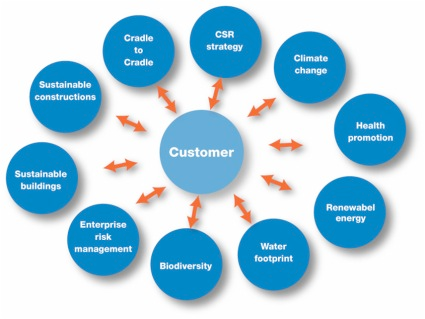 Cradle
to
Cradle
CSR
strategy
Climate
change
Health
promotion
Renewabel
energy
Water
footprint
Biodiversity
Enterprise
risk
management
Sustainable
buildings
Sustainable
constructions
Customer